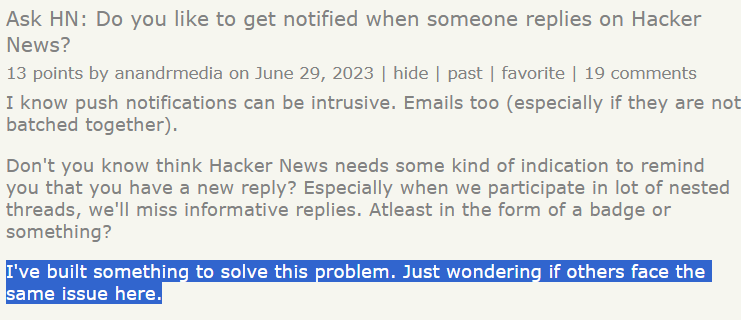 Ask HN: Do you like to get notified when someone replies on Hacker
News?
13 points by anandrmedia on June 29, 2023 | hide | past | favorite | 19 comments
I know push notifications can be intrusive. Emails too (especially if they are not
batched together).
Don't you know think Hacker News needs some kind of indication to remind
you that you have a new reply? Especially when we participate in lot of nested
threads, we'll miss informative replies. Atleast in the form of a badge or
something?
I've built something to solve this problem. Just wondering if others face the
same issue here.